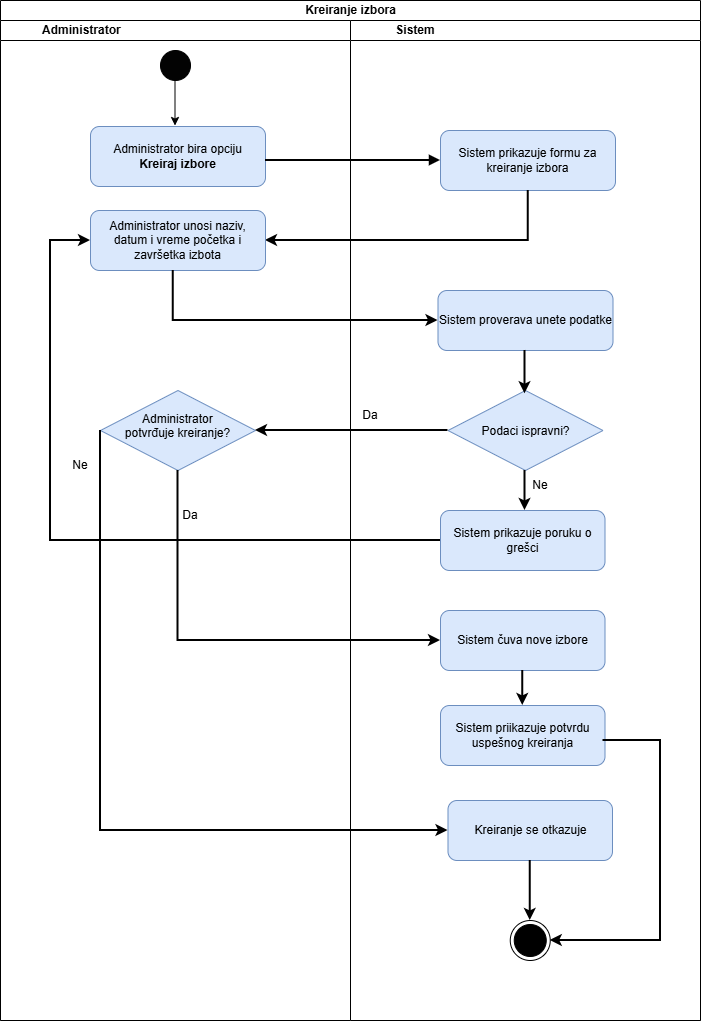 Kreiranje izbora
Administrator
Sistem
Administrator bira opciju
Kreiraj izbore
Sistem prikazuje formu za
kreiranje izbora
Administrator unosi naziv,
datum i vreme početka i
završetka izbota
Sistem proverava unete podatke
Administrator
potvrđuje kreiranje?
Da
Podaci ispravni?
Ne
Ne
Da
Sistem prikazuje poruku o
grešci
Sistem čuva nove izbore
Sistem priikazuje potvrdu
uspešnog kreiranja
Kreiranje se otkazuje